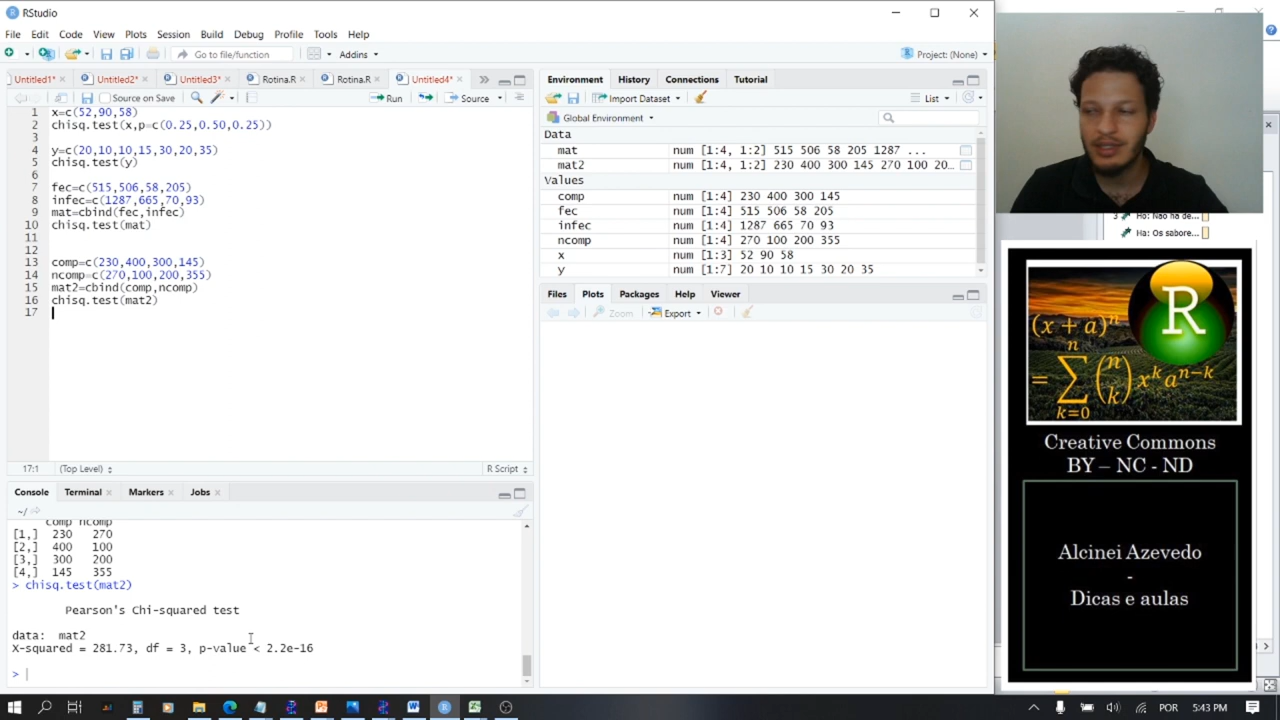 RStudio
File Edit Code View Plots Session Build Debug Profile Tools Help
Go to file/function Addins Project: (None)
Untitled1* Untitled2* Untitled3* Rotina.R Rotina.R Untitled4*
Source on Save Run Source
1 x=c(52,90,58)
2 chisq.test(x,p=c(0.25,0.50,0.25))
3
4 y=c(20,10,10,15,30,20,35)
5 chisq.test(y)
6
7 fec=c(515,506,58,205)
8 infec=c(1287,665,70,93)
9 mat=cbind(fec,infec)
10 chisq.test(mat)
11
12
13 comp=c(230,400,300,145)
14 ncomp=c(270,100,200,355)
15 mat2=cbind(comp,ncomp)
16 chisq.test(mat2)
17
17:1 (Top Level) R Script
Console Terminal Markers Jobs
~/
comp ncomp
[1,] 230 270
[2,] 400 100
[3,] 300 200
[4,] 145 355
> chisq.test(mat2)
Pearson's Chi-squared test
data: mat2
X-squared = 281.73, df = 3, p-value < 2.2e-16
>
Environment History Connections Tutorial
Import Dataset List
Global Environment
Data
mat num [1:4, 1:2] 515 506 58 205 1287 ...
mat2 num [1:4, 1:2] 230 400 300 145 270 100 20...
Values
comp num [1:4] 230 400 300 145
fec num [1:4] 515 506 58 205
infec num [1:4] 1287 665 70 93
ncomp num [1:4] 270 100 200 355
x num [1:3] 52 90 58
y num [1:7] 20 10 10 15 30 20 35
Files Plots Packages Help Viewer
Zoom Export
3 Ho: Não ha de...
Ha: Os sabore...
R
(x + a)^n
= ∑_{k=0}^{n} (n k) x^k a^{n-k}
Creative Commons
BY – NC - ND
Alcinei Azevedo
-
Dicas e aulas
POR 5:43 PM